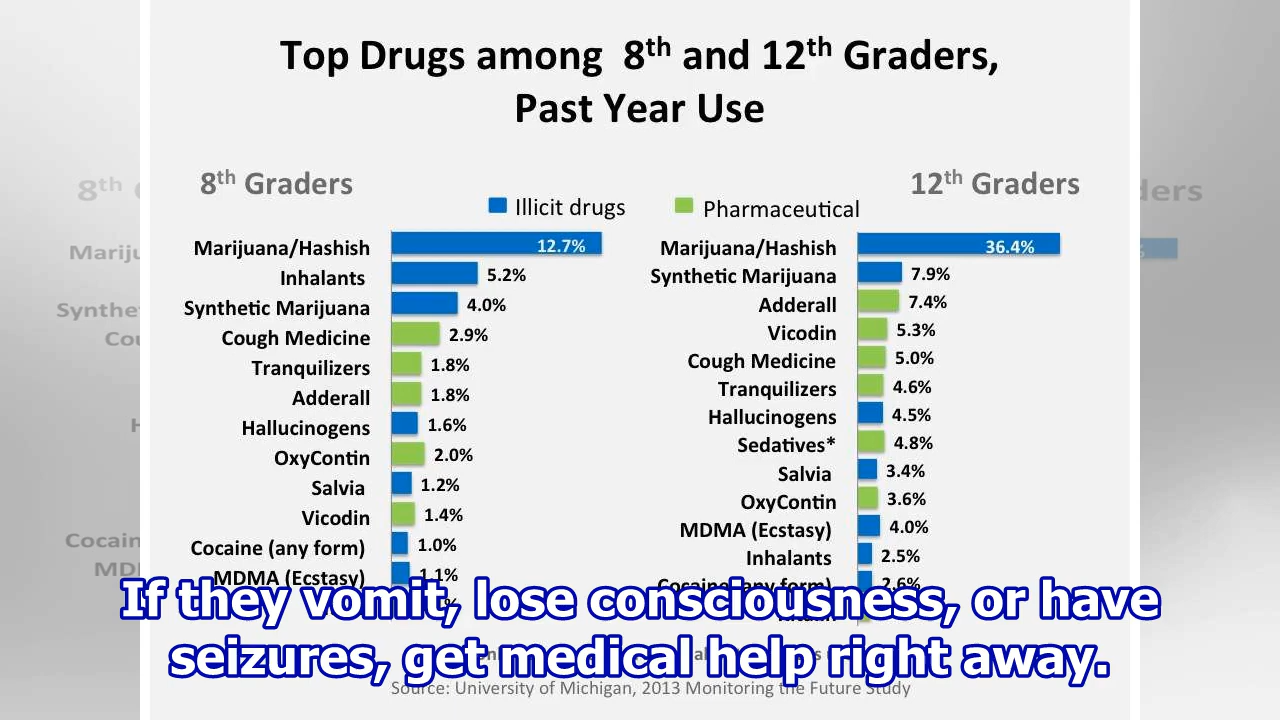 Top Drugs among 8th and 12th Graders,
Past Year Use
8th Graders
12th Graders
Illicit drugs
Pharmaceutical
Marijuana/Hashish 12.7%
Inhalants 5.2%
Synthetic Marijuana 4.0%
Cough Medicine 2.9%
Tranquilizers 1.8%
Adderall 1.8%
Hallucinogens 1.6%
OxyContin 2.0%
Salvia 1.2%
Vicodin 1.4%
Cocaine (any form) 1.0%
MDMA (Ecstasy) 1.1%
Marijuana/Hashish 36.4%
Synthetic Marijuana 7.9%
Adderall 7.4%
Vicodin 5.3%
Cough Medicine 5.0%
Tranquilizers 4.6%
Hallucinogens 4.5%
Sedatives* 4.8%
Salvia 3.4%
OxyContin 3.6%
MDMA (Ecstasy) 4.0%
Inhalants 2.5%
Cocaine (any form) 2.6%
If they vomit, lose consciousness, or have
seizures, get medical help right away.
Source: University of Michigan, 2013 Monitoring the Future Study